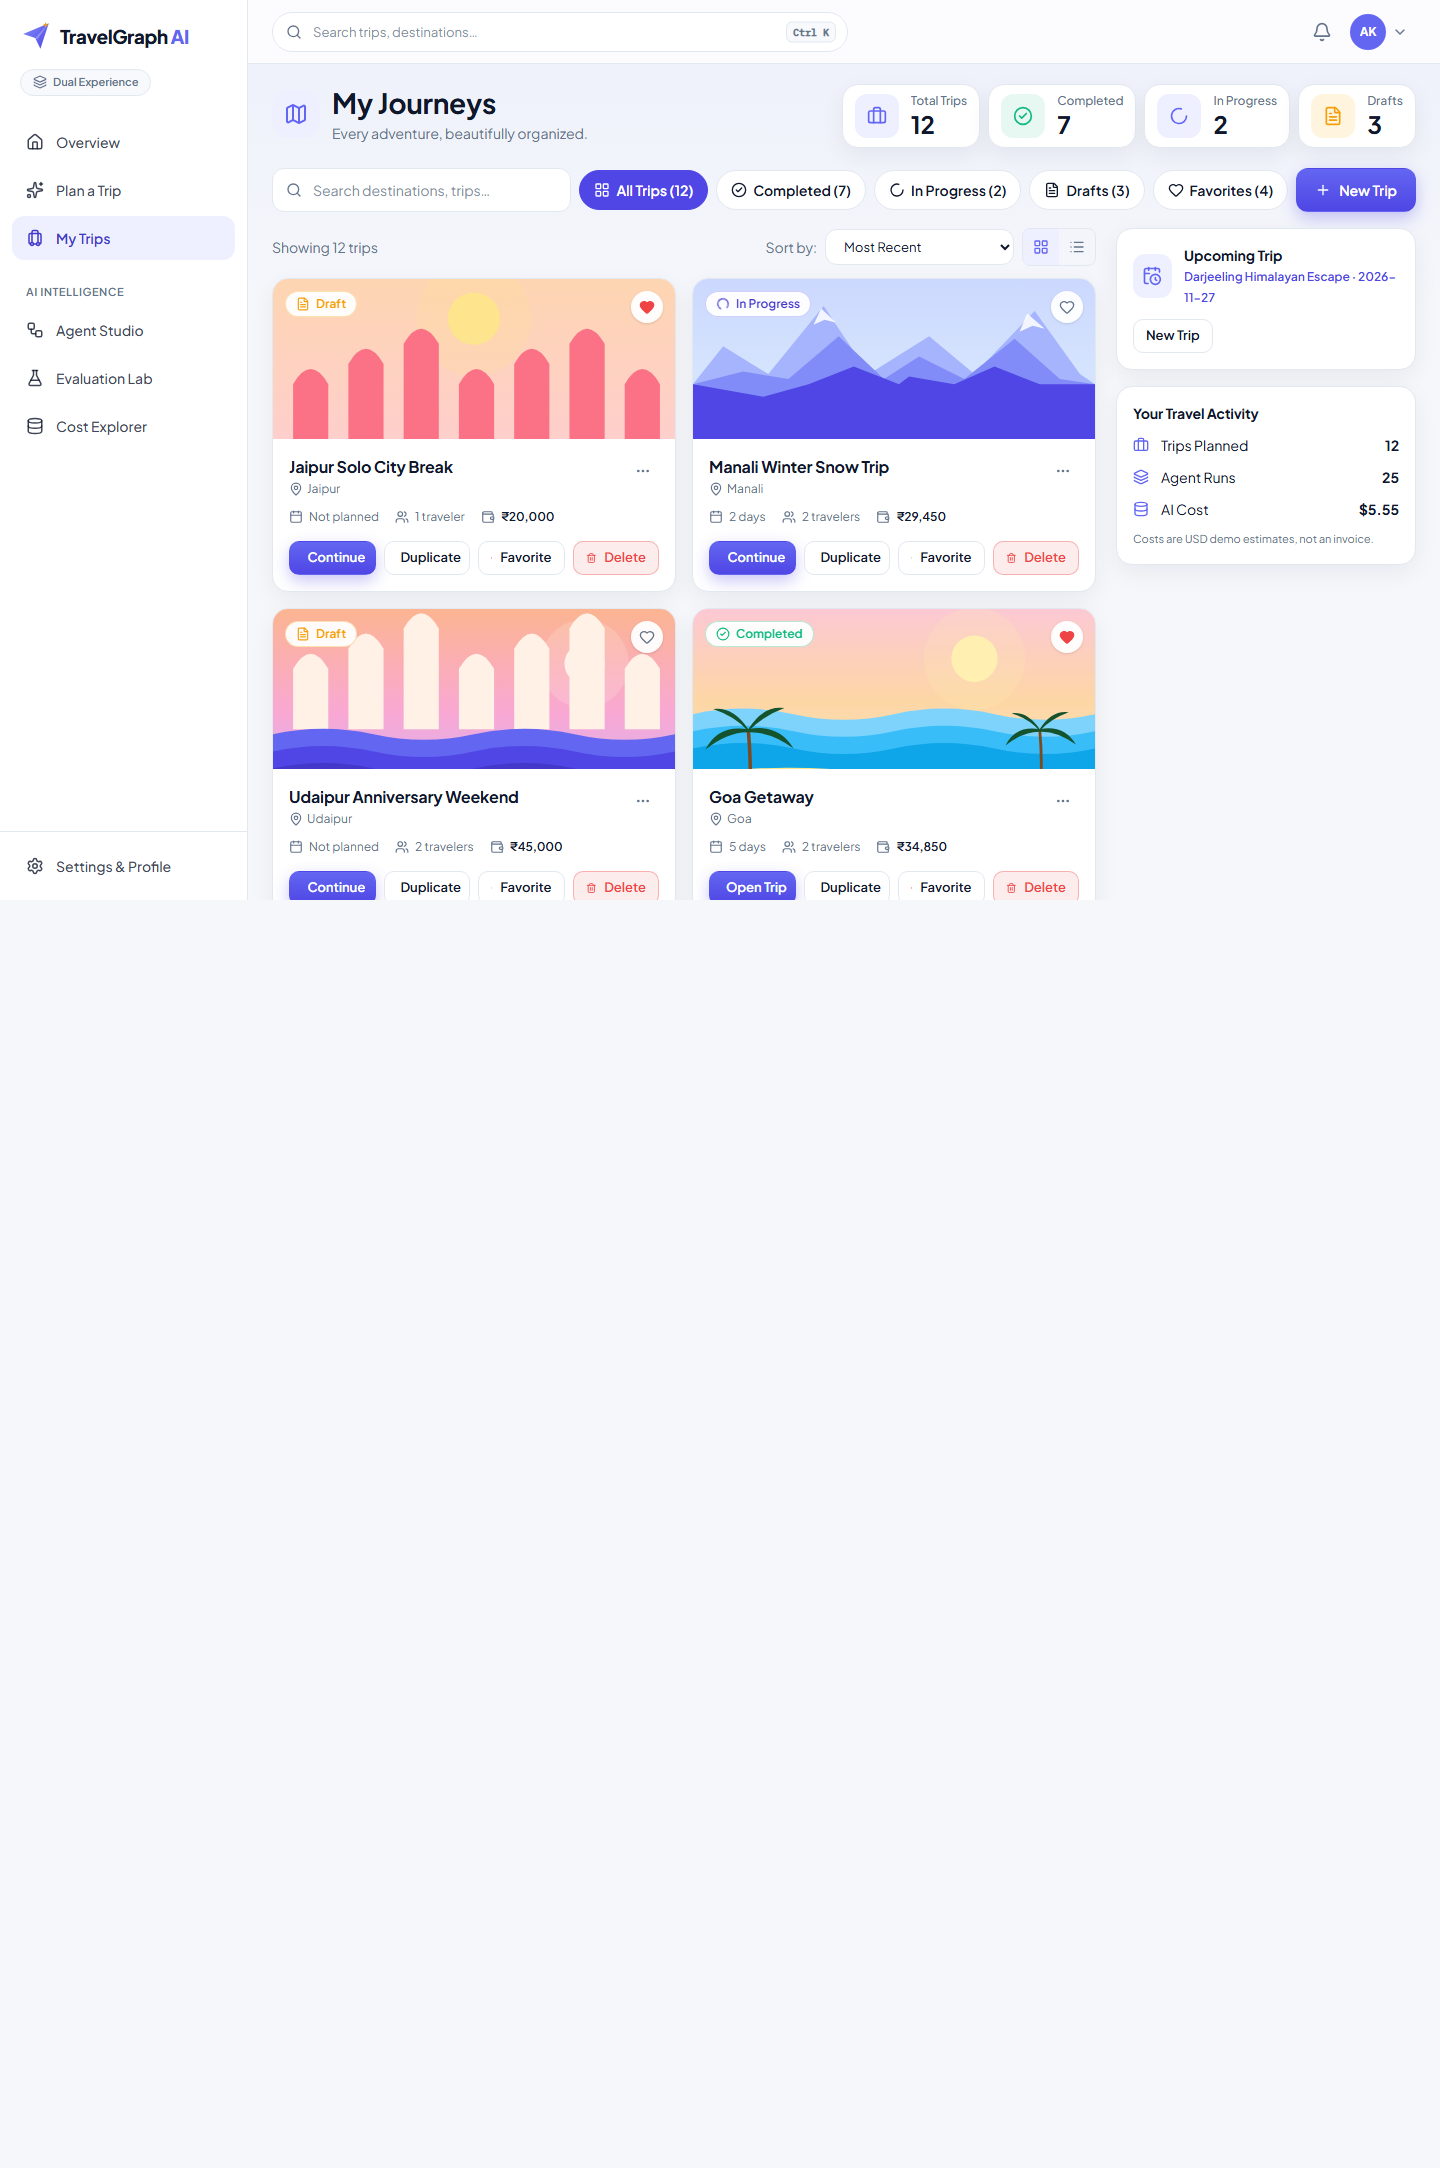 TravelGraph AI
Dual Experience
Overview
Plan a Trip
My Trips
AI INTELLIGENCE
Agent Studio
Evaluation Lab
Cost Explorer
Settings & Profile
Search trips, destinations...
Ctrl K
AK
My Journeys
Every adventure, beautifully organized.
Total Trips
12
Completed
7
In Progress
2
Drafts
3
Search destinations, trips...
All Trips (12)
Completed (7)
In Progress (2)
Drafts (3)
Favorites (4)
New Trip
Showing 12 trips
Sort by:
Most Recent
Draft
Jaipur Solo City Break
Jaipur
Not planned
1 traveler
₹20,000
Continue
Duplicate
Favorite
Delete
In Progress
Manali Winter Snow Trip
Manali
2 days
2 travelers
₹29,450
Continue
Duplicate
Favorite
Delete
Draft
Udaipur Anniversary Weekend
Udaipur
Not planned
2 travelers
₹45,000
Continue
Duplicate
Favorite
Delete
Completed
Goa Getaway
Goa
5 days
2 travelers
₹34,850
Open Trip
Duplicate
Favorite
Delete
Upcoming Trip
Darjeeling Himalayan Escape · 2026-
11-27
New Trip
Your Travel Activity
Trips Planned
12
Agent Runs
25
AI Cost
$5.55
Costs are USD demo estimates, not an invoice.